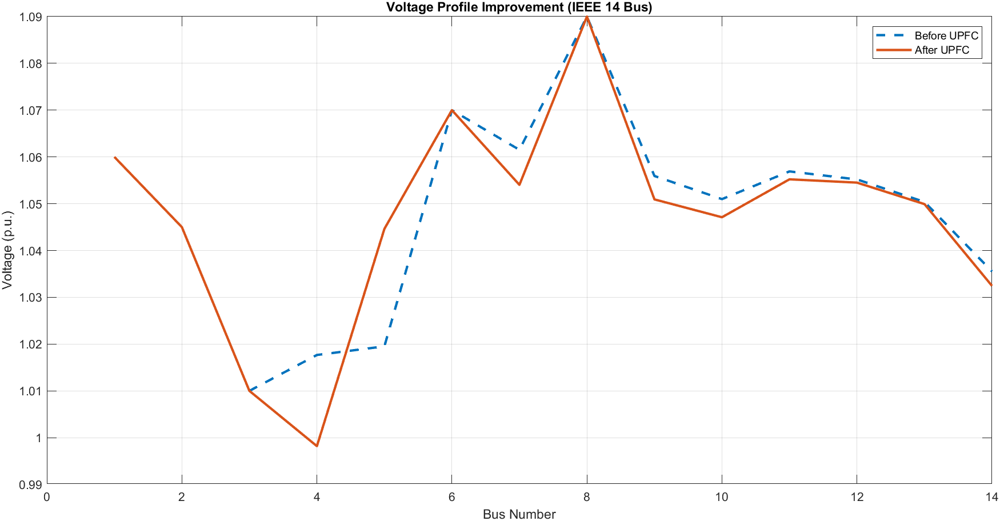 Voltage Profile Improvement (IEEE 14 Bus)
Before UPFC
After UPFC
1.09
1.08
1.07
1.06
1.05
1.04
1.03
1.02
1.01
1
0.99
Voltage (p.u.)
0 2 4 6 8 10 12 14
Bus Number